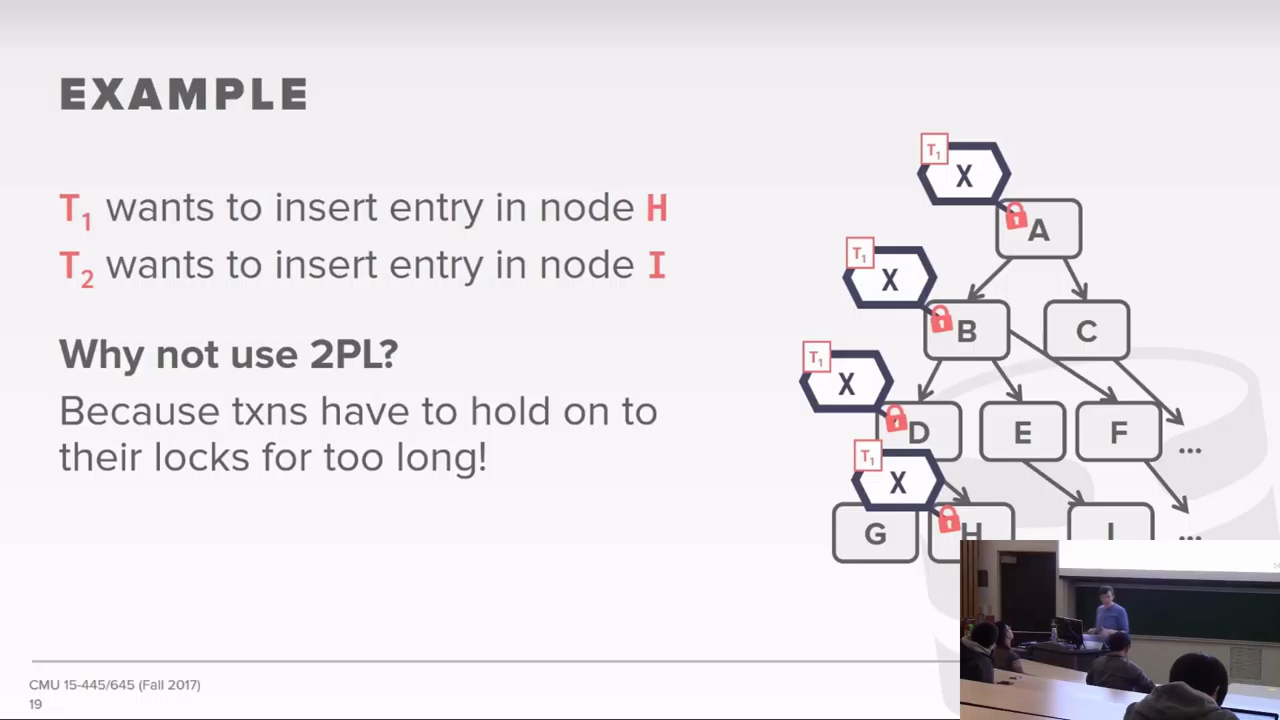 EXAMPLE
T1 wants to insert entry in node H
T2 wants to insert entry in node I
Why not use 2PL?
Because txns have to hold on to
their locks for too long!
T1
X
A
T1
X
B
C
T1
X
D
E
F
...
T1
X
G
H
I
...
CMU 15-445/645 (Fall 2017)
19